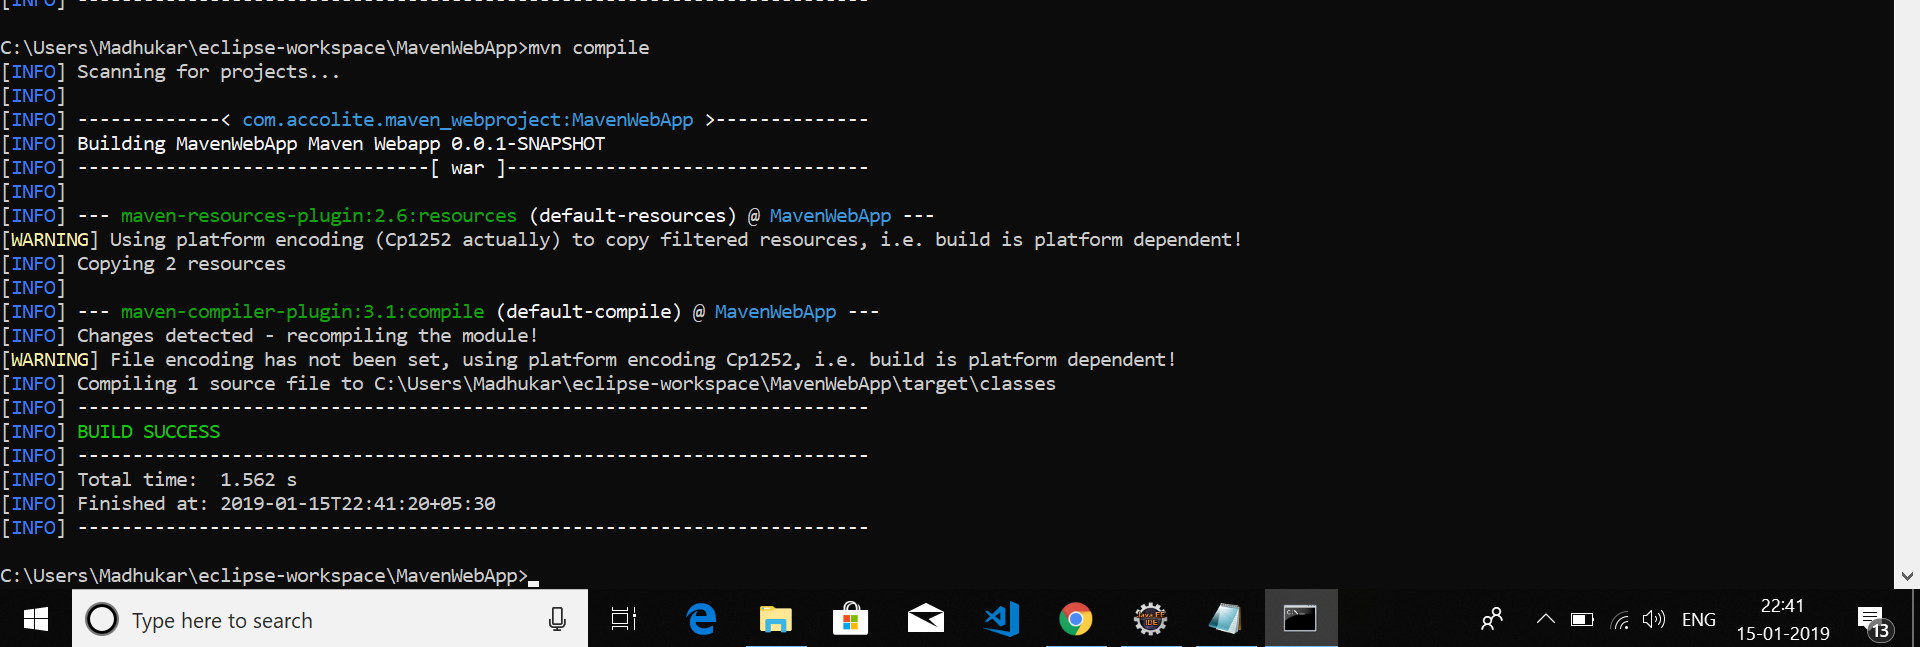 [INFO] ------------------------------------------------------------------------
C:\Users\Madhukar\eclipse-workspace\MavenWebApp>mvn compile
[INFO] Scanning for projects...
[INFO]
[INFO] -------------< com.accolite.maven_webproject:MavenWebApp >--------------
[INFO] Building MavenWebApp Maven Webapp 0.0.1-SNAPSHOT
[INFO] --------------------------------[ war ]---------------------------------
[INFO]
[INFO] --- maven-resources-plugin:2.6:resources (default-resources) @ MavenWebApp ---
[WARNING] Using platform encoding (Cp1252 actually) to copy filtered resources, i.e. build is platform dependent!
[INFO] Copying 2 resources
[INFO]
[INFO] --- maven-compiler-plugin:3.1:compile (default-compile) @ MavenWebApp ---
[INFO] Changes detected - recompiling the module!
[WARNING] File encoding has not been set, using platform encoding Cp1252, i.e. build is platform dependent!
[INFO] Compiling 1 source file to C:\Users\Madhukar\eclipse-workspace\MavenWebApp\target\classes
[INFO] ------------------------------------------------------------------------
[INFO] BUILD SUCCESS
[INFO] ------------------------------------------------------------------------
[INFO] Total time:  1.562 s
[INFO] Finished at: 2019-01-15T22:41:20+05:30
[INFO] ------------------------------------------------------------------------
C:\Users\Madhukar\eclipse-workspace\MavenWebApp>
Type here to search
Java EE
IDE
C:\
ENG
22:41
15-01-2019
13